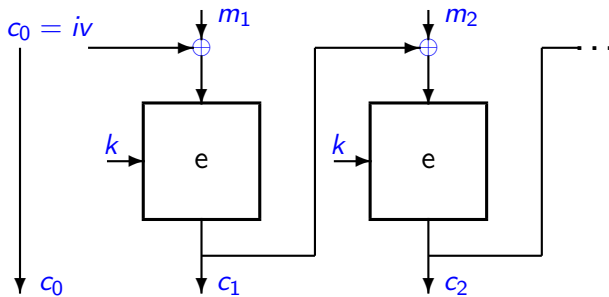 m₁ m₂
c₀ = iv
k e k e
c₀ c₁ c₂